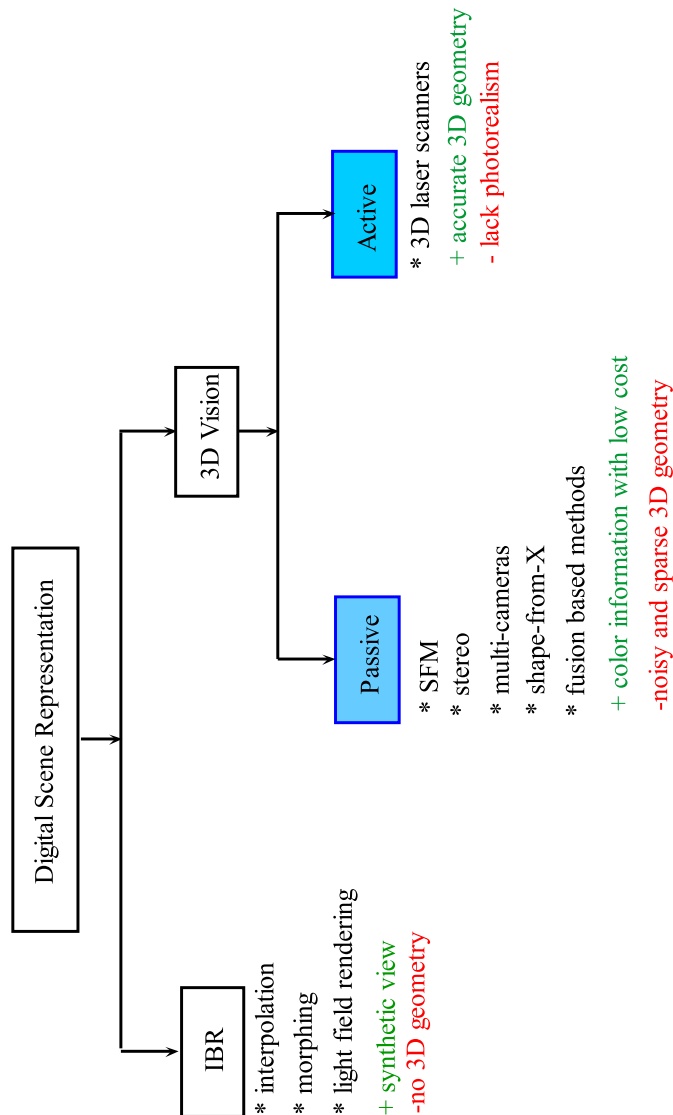 Digital Scene Representation
IBR
* interpolation
* morphing
* light field rendering
+ synthetic view
-no 3D geometry
3D Vision
Passive
* SFM
* stereo
* multi-cameras
* shape-from-X
* fusion based methods
+ color information with low cost
-noisy and sparse 3D geometry
Active
* 3D laser scanners
+ accurate 3D geometry
- lack photorealism